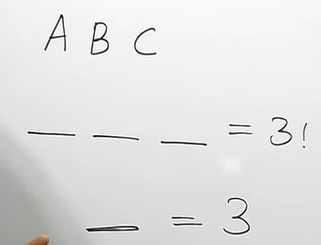 A B C
_ _ _ = 3!
_ = 3